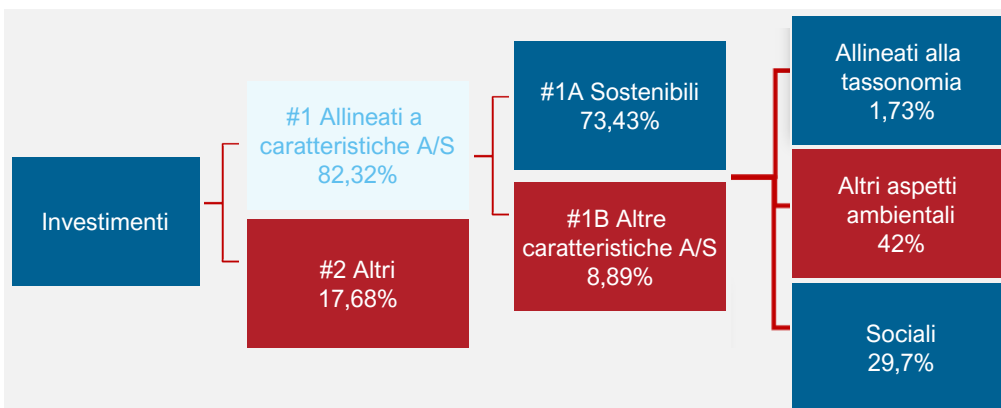 Investimenti
#1 Allineati a
caratteristiche A/S
82,32%
#2 Altri
17,68%
#1A Sostenibili
73,43%
#1B Altre
caratteristiche A/S
8,89%
Allineati alla
tassonomia
1,73%
Altri aspetti
ambientali
42%
Sociali
29,7%